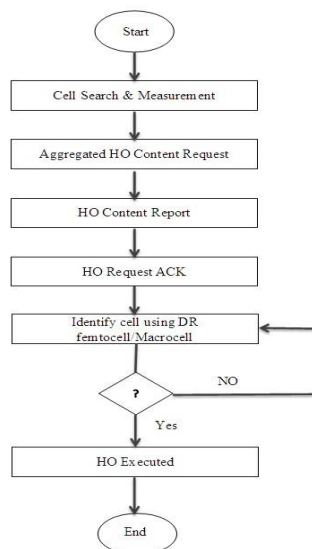 Start
Cell Search & Measurement
Aggregated HO Content Request
HO Content Report
HO Request ACK
Identify cell using DR
femtocell/Macrocell
?
NO
Yes
HO Executed
End